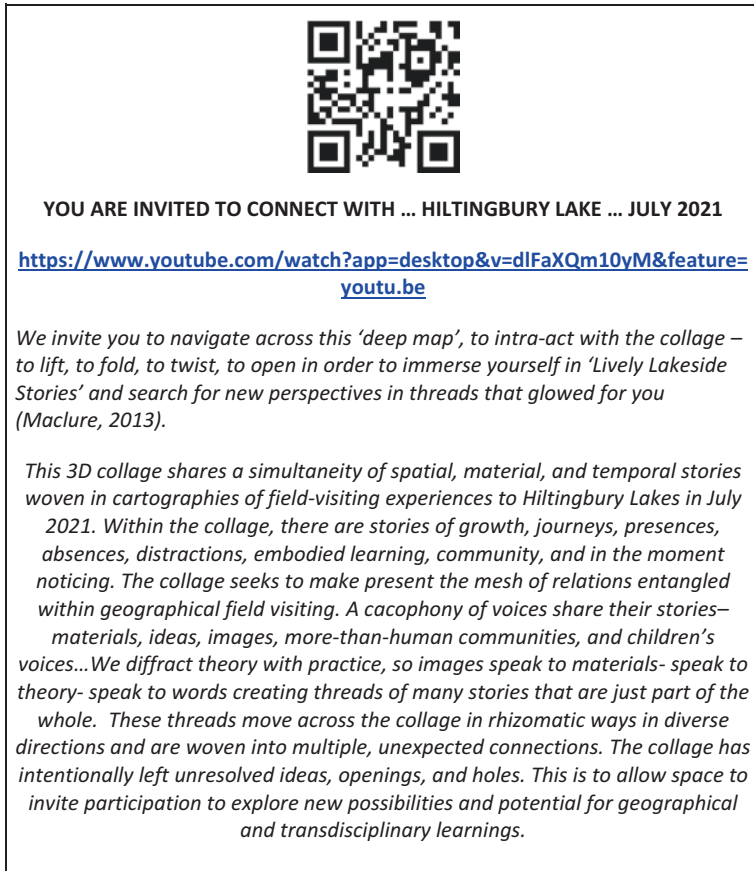 YOU ARE INVITED TO CONNECT WITH … HILTINGBURY LAKE … JULY 2021
https://www.youtube.com/watch?app=desktop&v=dlFaXQm10yM&feature=
youtu.be
We invite you to navigate across this ‘deep map’, to intra-act with the collage –
to lift, to fold, to twist, to open in order to immerse yourself in ‘Lively Lakeside
Stories’ and search for new perspectives in threads that glowed for you
(Maclure, 2013).
This 3D collage shares a simultaneity of spatial, material, and temporal stories
woven in cartographies of field-visiting experiences to Hiltingbury Lakes in July
2021. Within the collage, there are stories of growth, journeys, presences,
absences, distractions, embodied learning, community, and in the moment
noticing. The collage seeks to make present the mesh of relations entangled
within geographical field visiting. A cacophony of voices share their stories–
materials, ideas, images, more-than-human communities, and children’s
voices…We diffract theory with practice, so images speak to materials- speak to
theory- speak to words creating threads of many stories that are just part of the
whole.  These threads move across the collage in rhizomatic ways in diverse
directions and are woven into multiple, unexpected connections. The collage has
intentionally left unresolved ideas, openings, and holes. This is to allow space to
invite participation to explore new possibilities and potential for geographical
and transdisciplinary learnings.